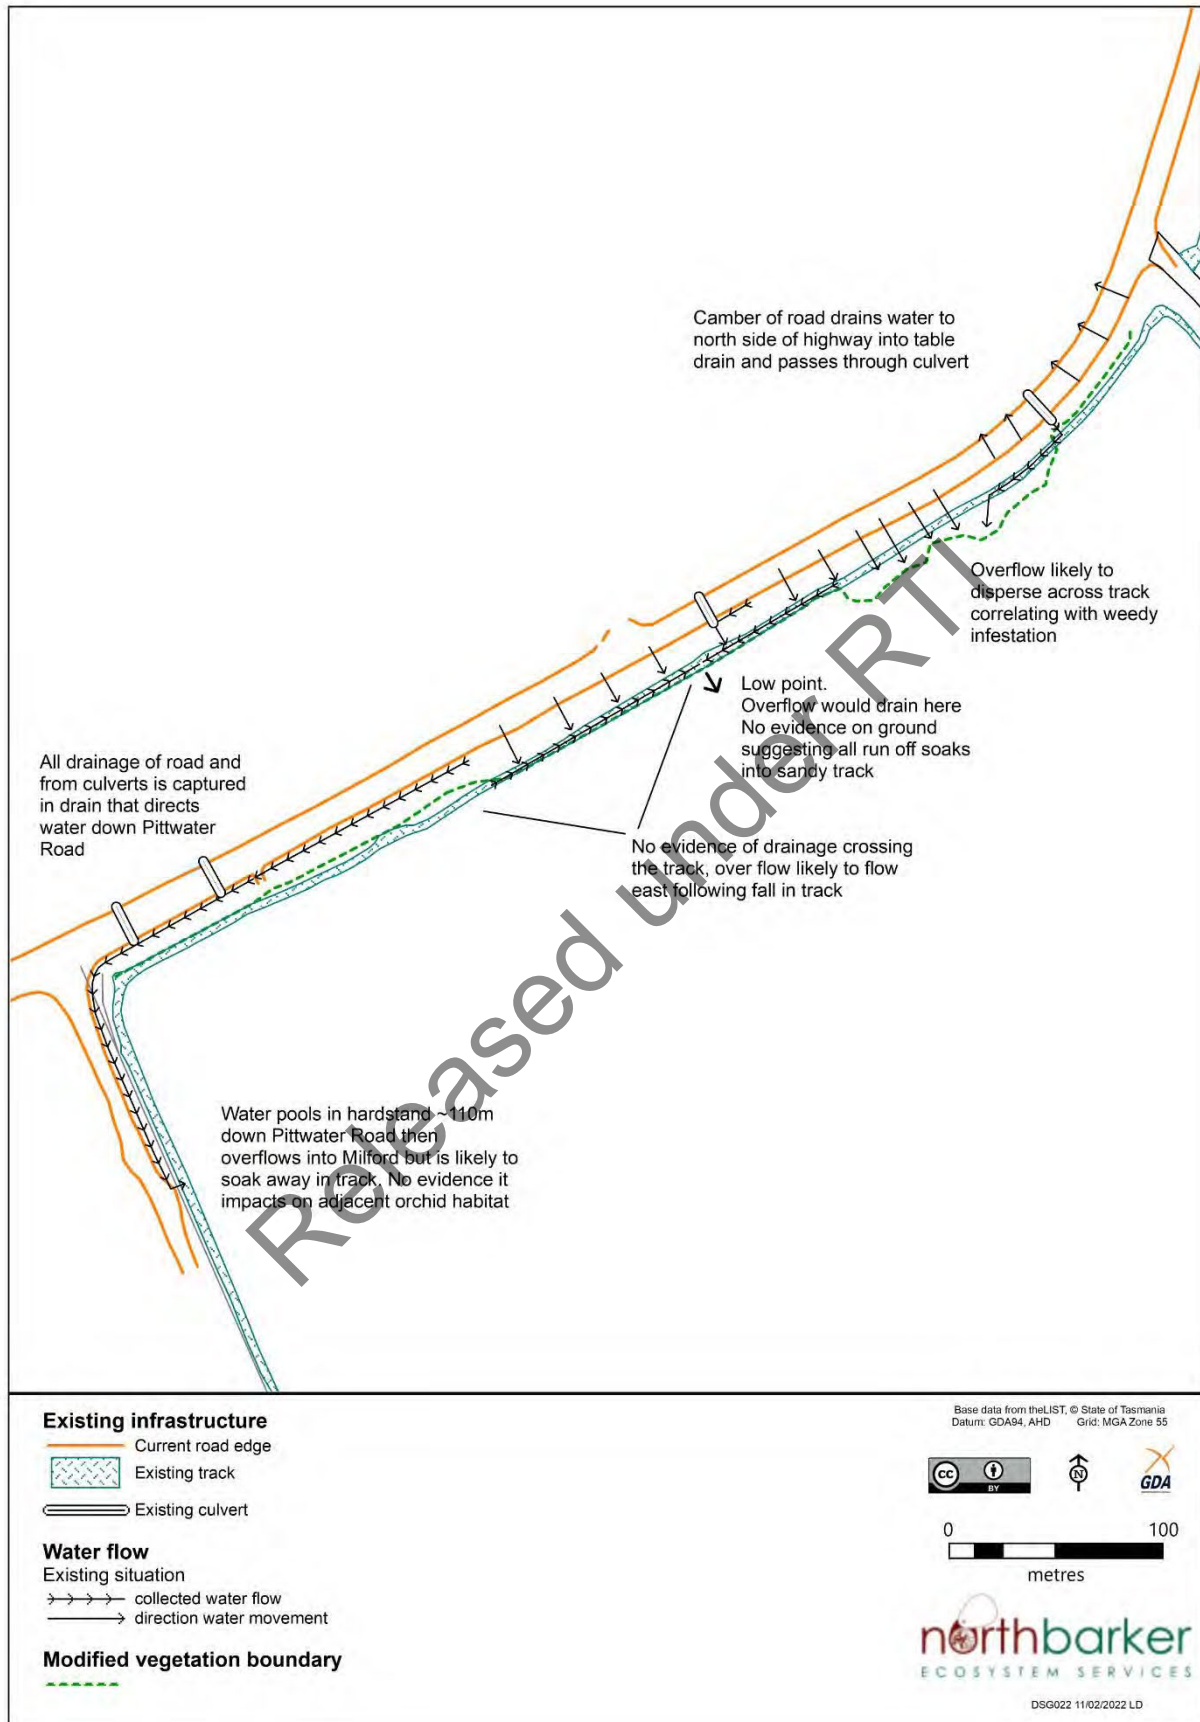 Camber of road drains water to
north side of highway into table
drain and passes through culvert
Overflow likely to
disperse across track
correlating with weedy
infestation
Low point.
Overflow would drain here
No evidence on ground
suggesting all run off soaks
into sandy track
All drainage of road and
from culverts is captured
in drain that directs
water down Pittwater
Road
No evidence of drainage crossing
the track, over flow likely to flow
east following fall in track
Water pools in hardstand ~110m
down Pittwater Road then
overflows into Milford but is likely to
soak away in track. No evidence it
impacts on adjacent orchid habitat
Released under RTI
Existing infrastructure
Current road edge
Existing track
Existing culvert
Water flow
Existing situation
collected water flow
direction water movement
Modified vegetation boundary
Base data from theLIST, © State of Tasmania
Datum: GDA94, AHD Grid: MGA Zone 55
cc
BY
N
GDA
0 100
metres
northbarker
ECOSYSTEM SERVICES
DSG022 11/02/2022 LD